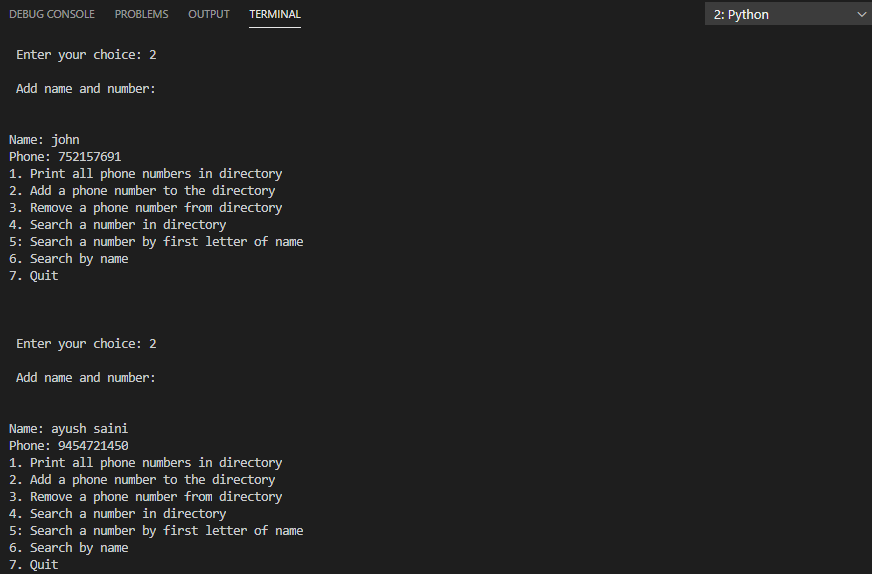 DEBUG CONSOLE PROBLEMS OUTPUT TERMINAL 2: Python
Enter your choice: 2
Add name and number:
Name: john
Phone: 752157691
1. Print all phone numbers in directory
2. Add a phone number to the directory
3. Remove a phone number from directory
4. Search a number in directory
5: Search a number by first letter of name
6. Search by name
7. Quit
Enter your choice: 2
Add name and number:
Name: ayush saini
Phone: 9454721450
1. Print all phone numbers in directory
2. Add a phone number to the directory
3. Remove a phone number from directory
4. Search a number in directory
5: Search a number by first letter of name
6. Search by name
7. Quit